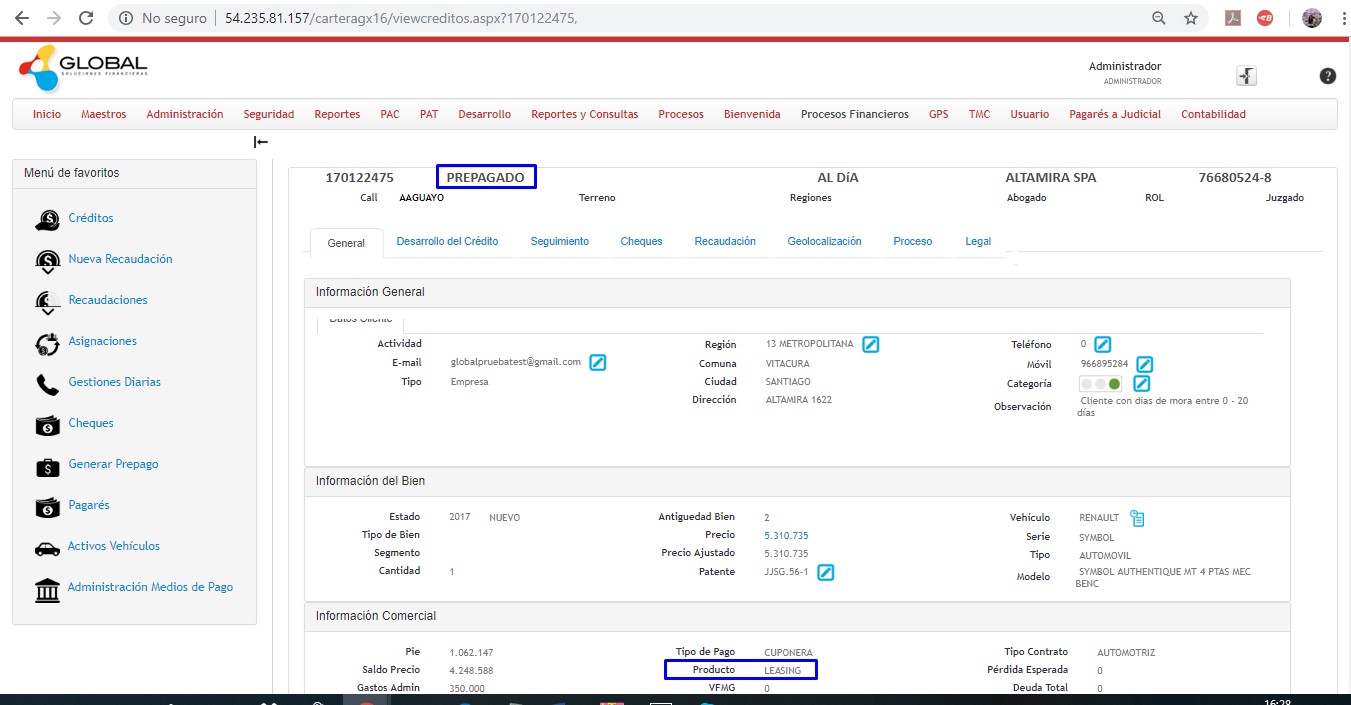 No seguro | 54.235.81.157/carteragx16/viewcreditos.aspx?170122475,
GLOBAL
SOLUCIONES FINANCIERAS
Administrador
ADMINISTRADOR
Inicio Maestros Administración Seguridad Reportes PAC PAT Desarrollo Reportes y Consultas Procesos Bienvenida Procesos Financieros GPS TMC Usuario Pagarés a Judicial Contabilidad
Menú de favoritos
Créditos
Nueva Recaudación
Recaudaciones
Asignaciones
Gestiones Diarias
Cheques
Generar Prepago
Pagarés
Activos Vehículos
Administración Medios de Pago
170122475 PREPAGADO AL DíA ALTAMIRA SPA 76680524-8
Call AAGUAYO Terreno Regiones Abogado ROL Juzgado
General Desarrollo del Crédito Seguimiento Cheques Recaudación Geolocalización Proceso Legal
Información General
Datos Cliente
Actividad Región 13 METROPOLITANA Teléfono 0
E-mail globalpruebatest@gmail.com Comuna VITACURA Móvil 966895284
Tipo Empresa Ciudad SANTIAGO Categoría
Dirección ALTAMIRA 1622 Observación Cliente con dias de mora entre 0 - 20
días
Información del Bien
Estado 2017 NUEVO Antiguedad Bien 2 Vehículo RENAULT
Tipo de Bien Precio 5.310.735 Serie SYMBOL
Segmento Precio Ajustado 5.310.735 Tipo AUTOMOVIL
Cantidad 1 Patente JJSG.56-1 Modelo SYMBOL AUTHENTIQUE MT 4 PTAS MEC
BENC
Información Comercial
Pie 1.062.147 Tipo de Pago CUPONERA Tipo Contrato AUTOMOTRIZ
Saldo Precio 4.248.588 Producto LEASING Pérdida Esperada 0
Gastos Admin 350.000 VFMG 0 Deuda Total 0
16:28